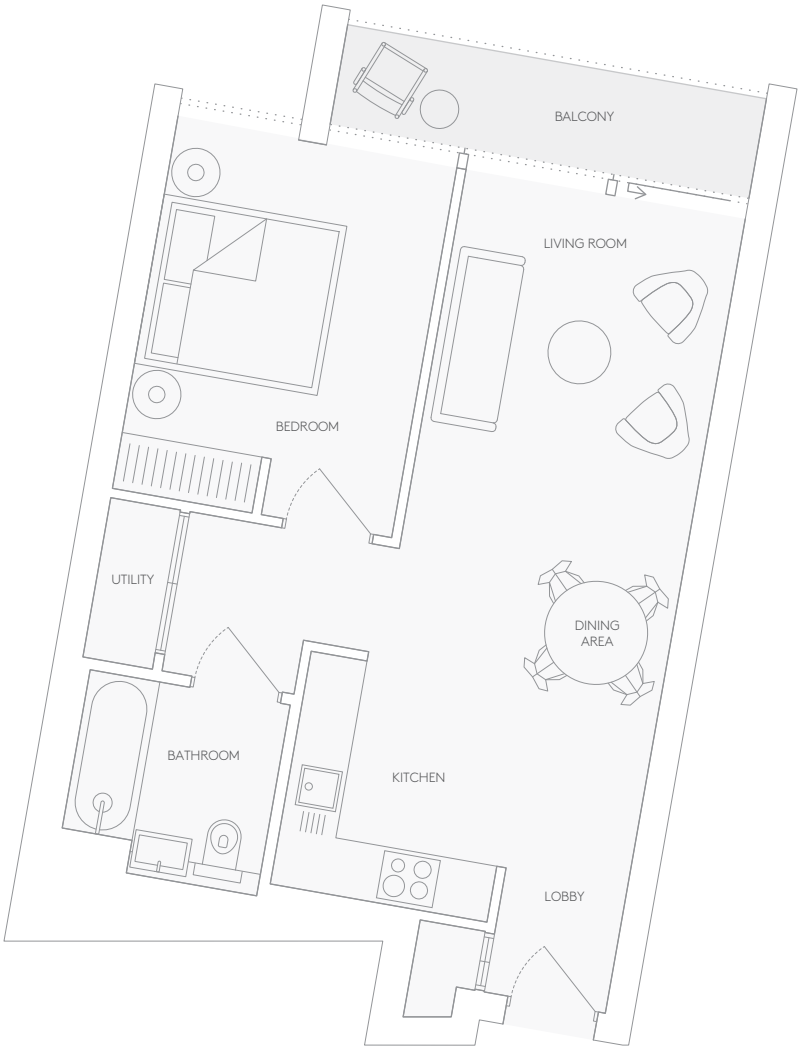 BALCONY
LIVING ROOM
BEDROOM
UTILITY
DINING
AREA
BATHROOM
KITCHEN
LOBBY